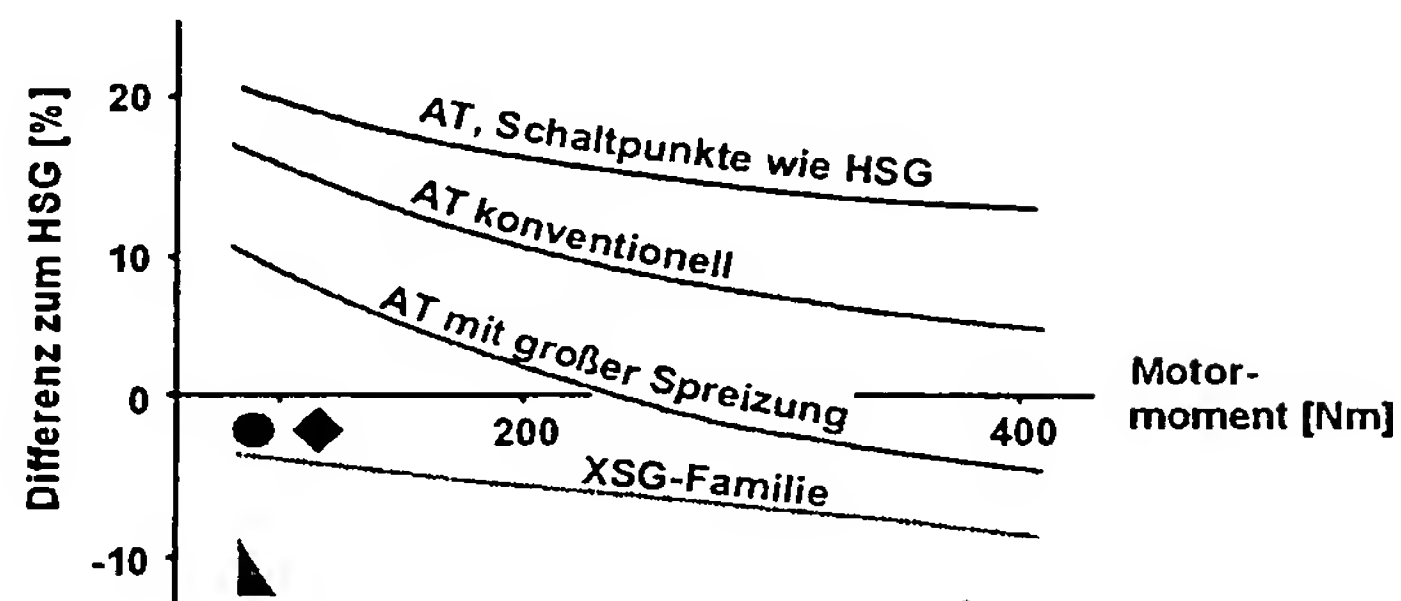 Differenz zum HSG [%]
20
10
0
-10
AT, Schaltpunkte wie HSG
AT konventionell
AT mit großer Spreizung
XSG-Familie
200
400
Motor-
moment [Nm]